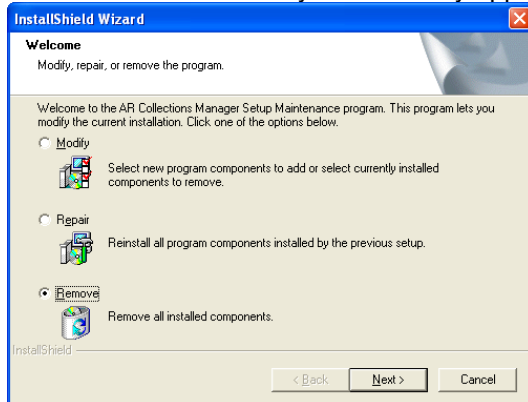 InstallShield Wizard
Welcome
Modify, repair, or remove the program.
Welcome to the AR Collections Manager Setup Maintenance program. This program lets you
modify the current installation. Click one of the options below.
Modify
Select new program components to add or select currently installed
components to remove.
Repair
Reinstall all program components installed by the previous setup.
Remove
Remove all installed components.
InstallShield
< Back Next > Cancel